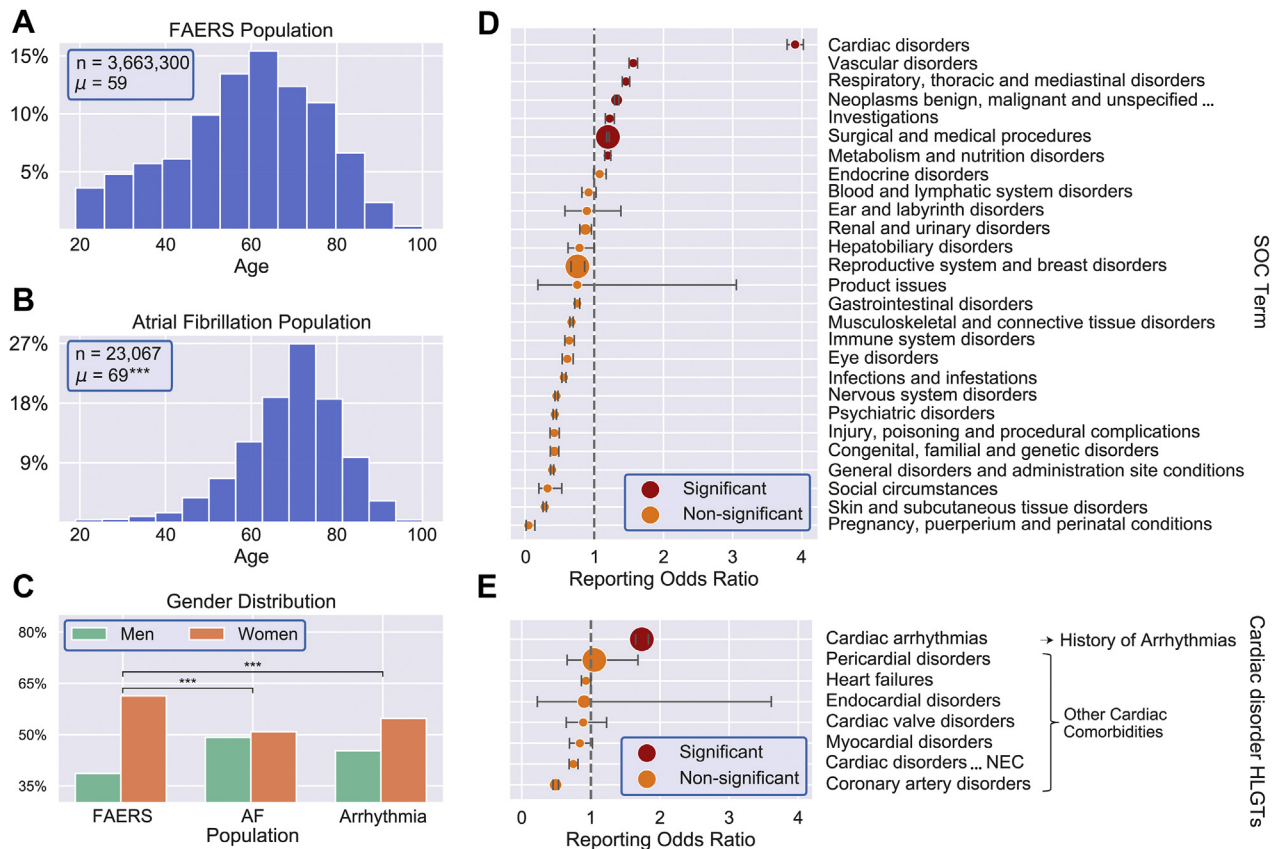 A
FAERS Population
n = 3,663,300
μ = 59
15%
10%
5%
20 40 60 80 100
Age
B
Atrial Fibrillation Population
n = 23,067
μ = 69***
27%
18%
9%
20 40 60 80 100
Age
C
Gender Distribution
Men Women
***
***
80%
65%
50%
35%
FAERS AF Arrhythmia
Population
D
Cardiac disorders
Vascular disorders
Respiratory, thoracic and mediastinal disorders
Neoplasms benign, malignant and unspecified ...
Investigations
Surgical and medical procedures
Metabolism and nutrition disorders
Endocrine disorders
Blood and lymphatic system disorders
Ear and labyrinth disorders
Renal and urinary disorders
Hepatobiliary disorders
Reproductive system and breast disorders
Product issues
Gastrointestinal disorders
Musculoskeletal and connective tissue disorders
Immune system disorders
Eye disorders
Infections and infestations
Nervous system disorders
Psychiatric disorders
Injury, poisoning and procedural complications
Congenital, familial and genetic disorders
General disorders and administration site conditions
Social circumstances
Skin and subcutaneous tissue disorders
Pregnancy, puerperium and perinatal conditions
Significant
Non-significant
0 1 2 3 4
Reporting Odds Ratio
SOC Term
E
Cardiac arrhythmias
Pericardial disorders
Heart failures
Endocardial disorders
Cardiac valve disorders
Myocardial disorders
Cardiac disorders ... NEC
Coronary artery disorders
History of Arrhythmias
Other Cardiac
Comorbidities
Significant
Non-significant
0 1 2 3 4
Reporting Odds Ratio
Cardiac disorder HLGTs